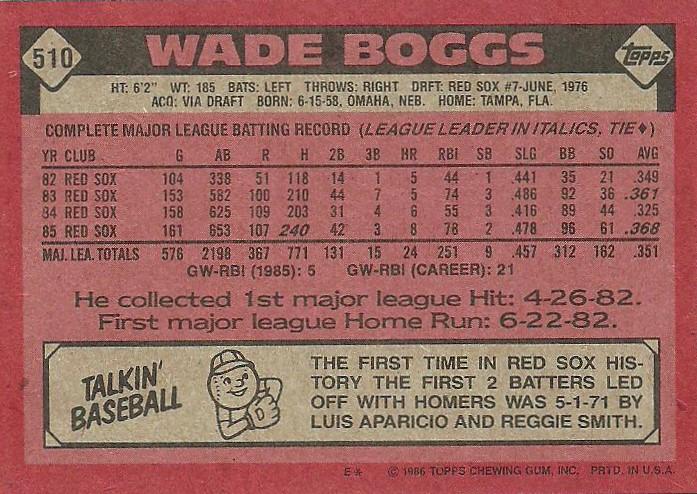 510 WADE BOGGS topps
HT: 6'2" WT: 185 BATS: LEFT THROWS: RIGHT DRFT: RED SOX #7-JUNE, 1976
ACQ: VIA DRAFT BORN: 6-15-58, OMAHA, NEB. HOME: TAMPA, FLA.
COMPLETE MAJOR LEAGUE BATTING RECORD (LEAGUE LEADER IN ITALICS, TIE♦)
YR CLUB G AB R H 2B 3B HR RBI SB SLG BB SO AVG
82 RED SOX 104 338 51 118 14 1 5 44 1 .441 35 21 .349
83 RED SOX 153 582 100 210 44 7 5 74 3 .486 92 36 .361
84 RED SOX 158 625 109 203 31 4 6 55 3 .416 89 44 .325
85 RED SOX 161 653 107 240 42 3 8 78 2 .478 96 61 .368
MAJ. LEA. TOTALS 576 2198 367 771 131 15 24 251 9 .457 312 162 .351
GW-RBI (1985): 5 GW-RBI (CAREER): 21
He collected 1st major league Hit: 4-26-82.
First major league Home Run: 6-22-82.
TALKIN'
BASEBALL
THE FIRST TIME IN RED SOX HIS-
TORY THE FIRST 2 BATTERS LED
OFF WITH HOMERS WAS 5-1-71 BY
LUIS APARICIO AND REGGIE SMITH.
E* © 1986 TOPPS CHEWING GUM, INC. PRTD. IN U.S.A.